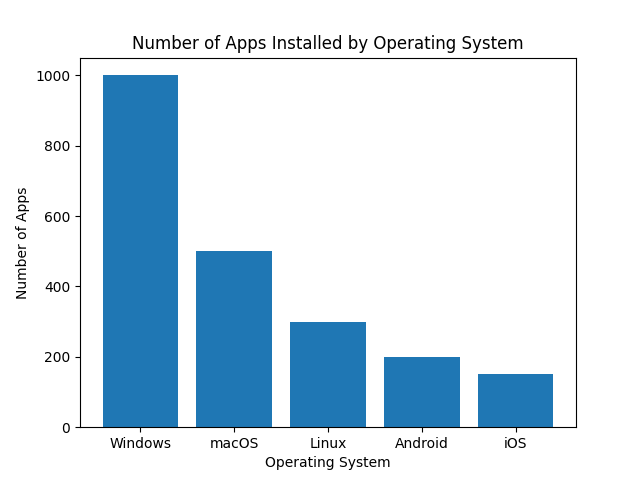 Number of Apps Installed by Operating System
1000
800
600
400
200
0
Number of Apps
Windows macOS Linux Android iOS
Operating System